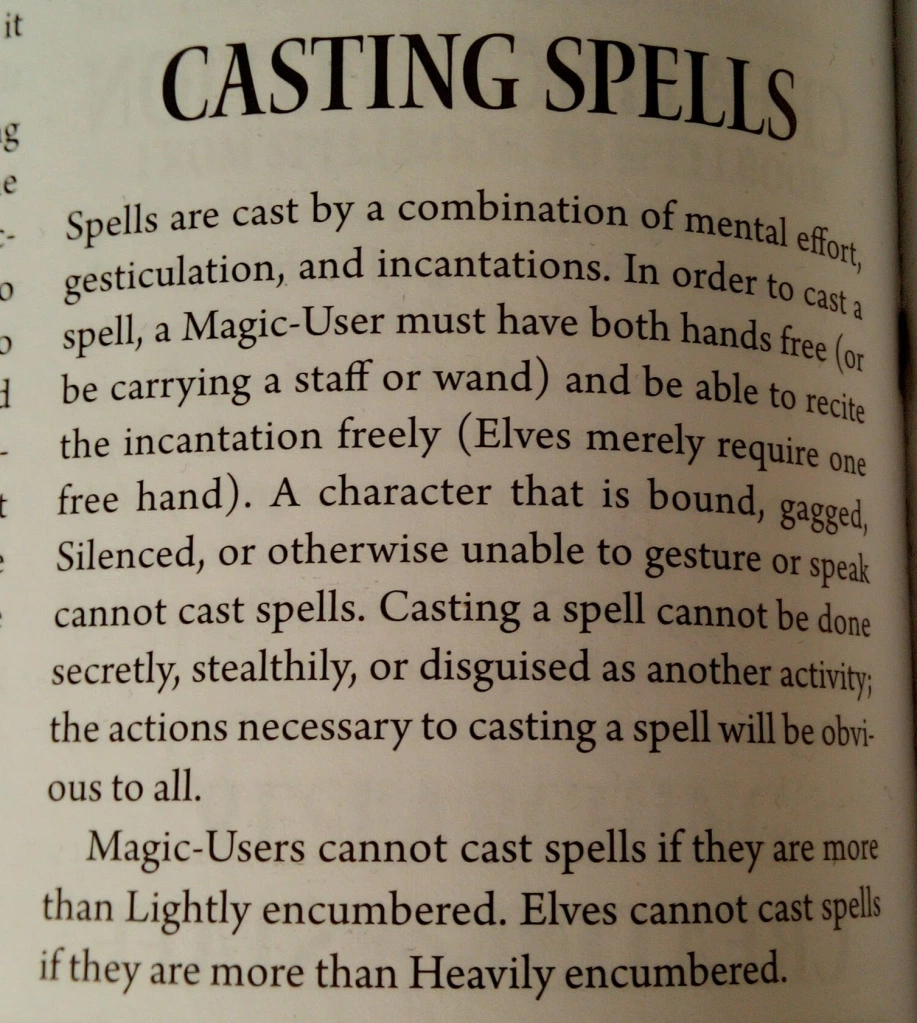 CASTING SPELLS
Spells are cast by a combination of mental effort,
gesticulation, and incantations. In order to cast a
spell, a Magic-User must have both hands free (or
be carrying a staff or wand) and be able to recite
the incantation freely (Elves merely require one
free hand). A character that is bound, gagged,
Silenced, or otherwise unable to gesture or speak
cannot cast spells. Casting a spell cannot be done
secretly, stealthily, or disguised as another activity;
the actions necessary to casting a spell will be obvi-
ous to all.
Magic-Users cannot cast spells if they are more
than Lightly encumbered. Elves cannot cast spells
if they are more than Heavily encumbered.